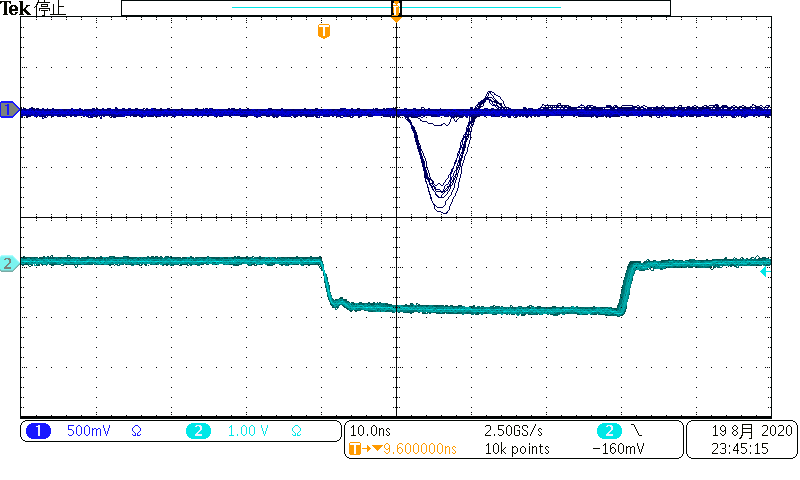 Tek 停止
T
T
1
2
1 500mV Ω 2 1.00 V Ω
10.0ns 2.50GS/s 2 -160mV
T→▼9.600000ns 10k points
19 8月 2020
23:45:15